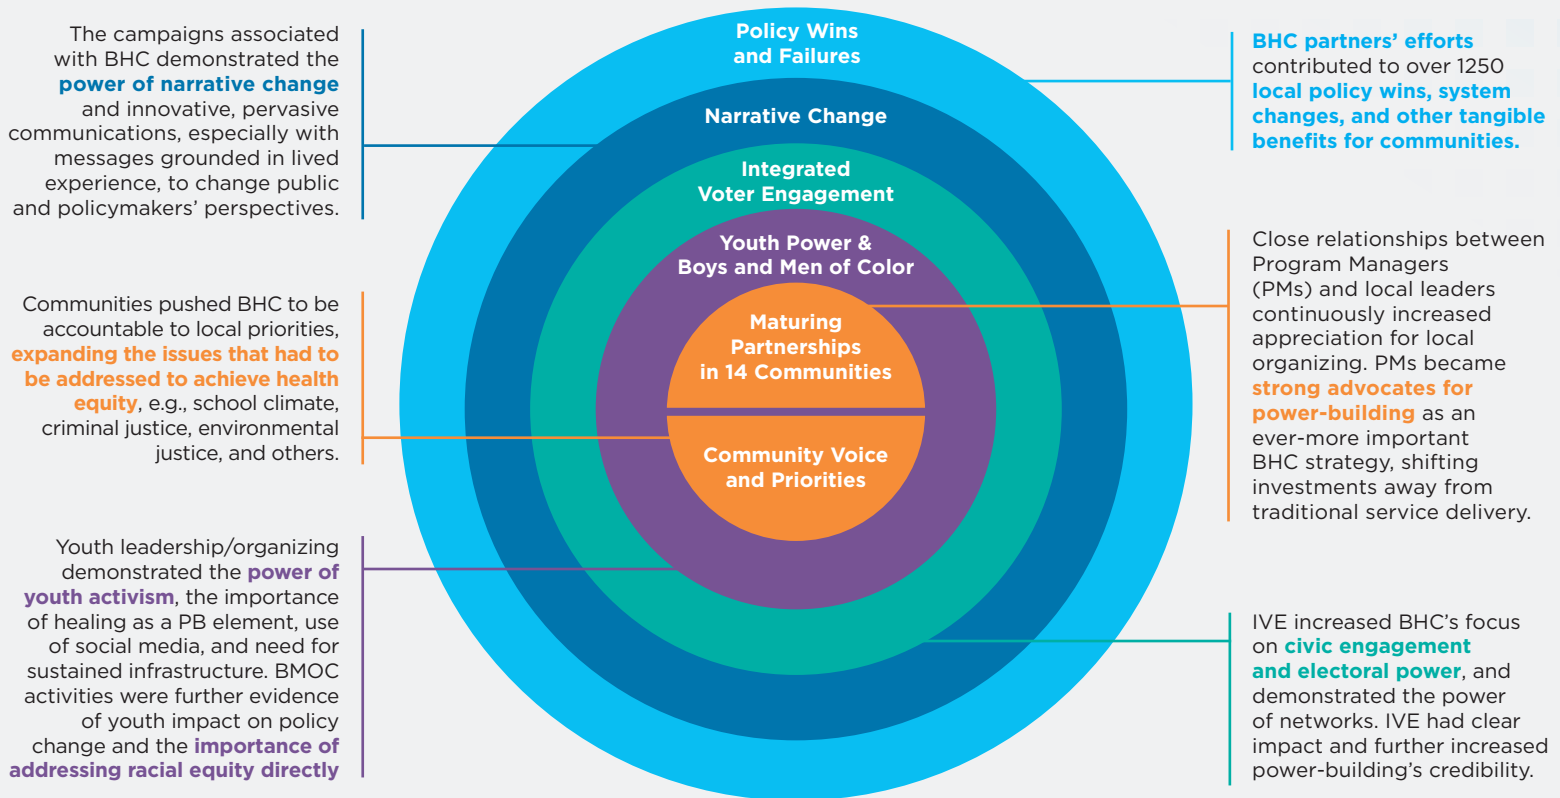 The campaigns associated
with BHC demonstrated the
power of narrative change
and innovative, pervasive
communications, especially with
messages grounded in lived
experience, to change public
and policymakers’ perspectives.
Communities pushed BHC to be
accountable to local priorities,
expanding the issues that had to
be addressed to achieve health
equity, e.g., school climate,
criminal justice, environmental
justice, and others.
Youth leadership/organizing
demonstrated the power of
youth activism, the importance
of healing as a PB element, use
of social media, and need for
sustained infrastructure. BMOC
activities were further evidence
of youth impact on policy
change and the importance of
addressing racial equity directly
Policy Wins
and Failures
Narrative Change
Integrated
Voter Engagement
Youth Power &
Boys and Men of Color
Maturing
Partnerships
in 14 Communities
Community Voice
and Priorities
BHC partners’ efforts
contributed to over 1250
local policy wins, system
changes, and other tangible
benefits for communities.
Close relationships between
Program Managers
(PMs) and local leaders
continuously increased
appreciation for local
organizing. PMs became
strong advocates for
power-building as an
ever-more important
BHC strategy, shifting
investments away from
traditional service delivery.
IVE increased BHC’s focus
on civic engagement
and electoral power, and
demonstrated the power
of networks. IVE had clear
impact and further increased
power-building’s credibility.